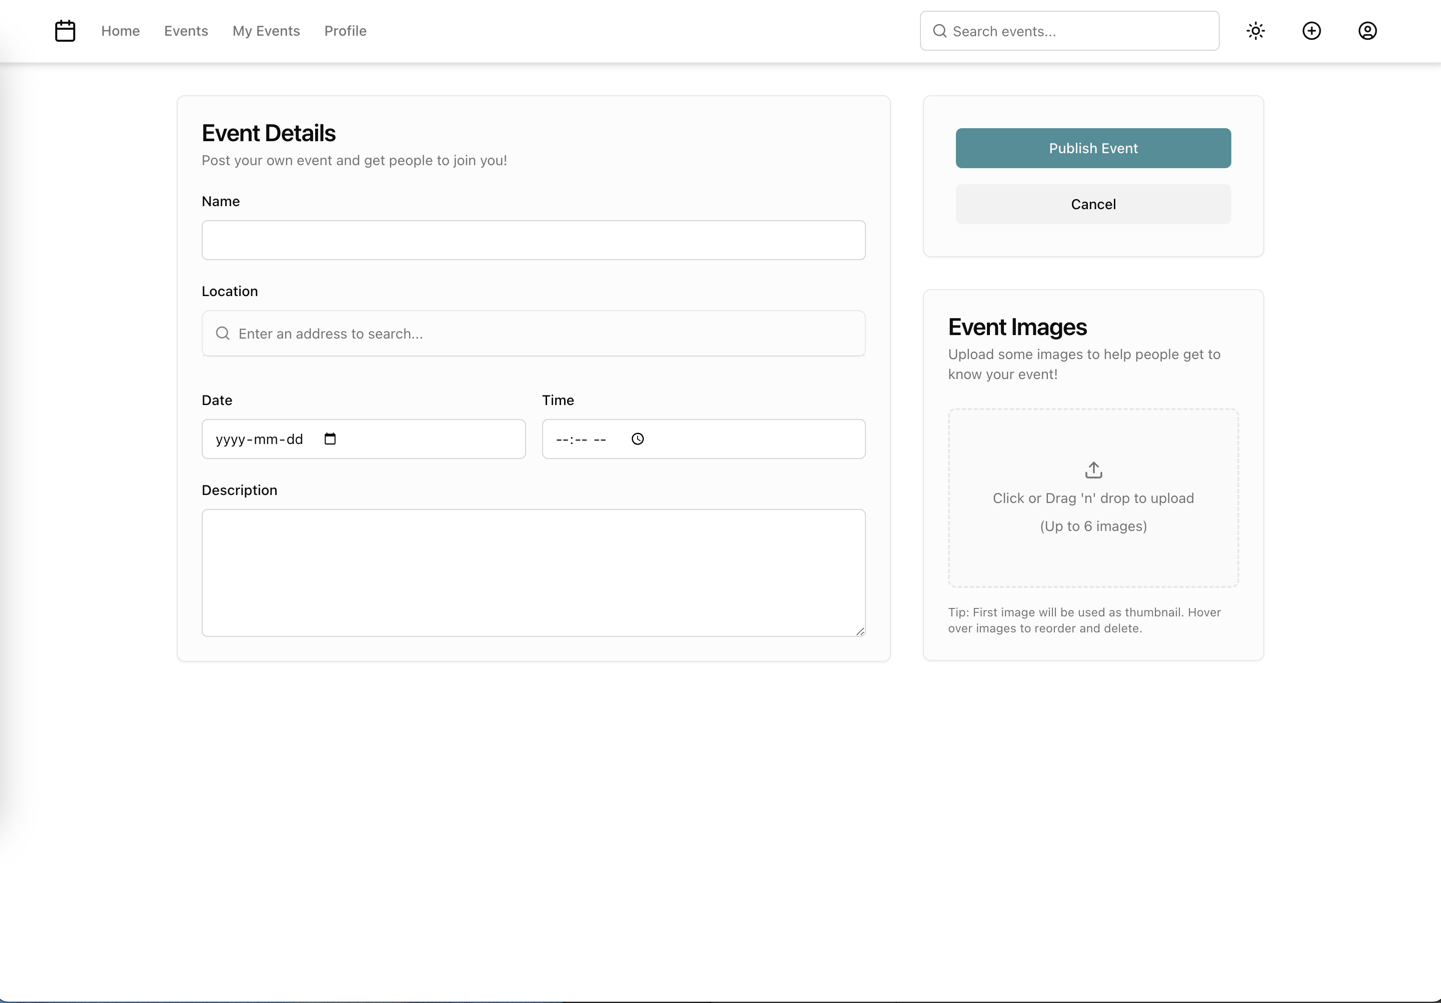 Home Events My Events Profile Search events...
Event Details
Post your own event and get people to join you!
Name
Location
Enter an address to search...
Date Time
yyyy-mm-dd --:-- --
Description
Publish Event
Cancel
Event Images
Upload some images to help people get to
know your event!
Click or Drag 'n' drop to upload
(Up to 6 images)
Tip: First image will be used as thumbnail. Hover
over images to reorder and delete.